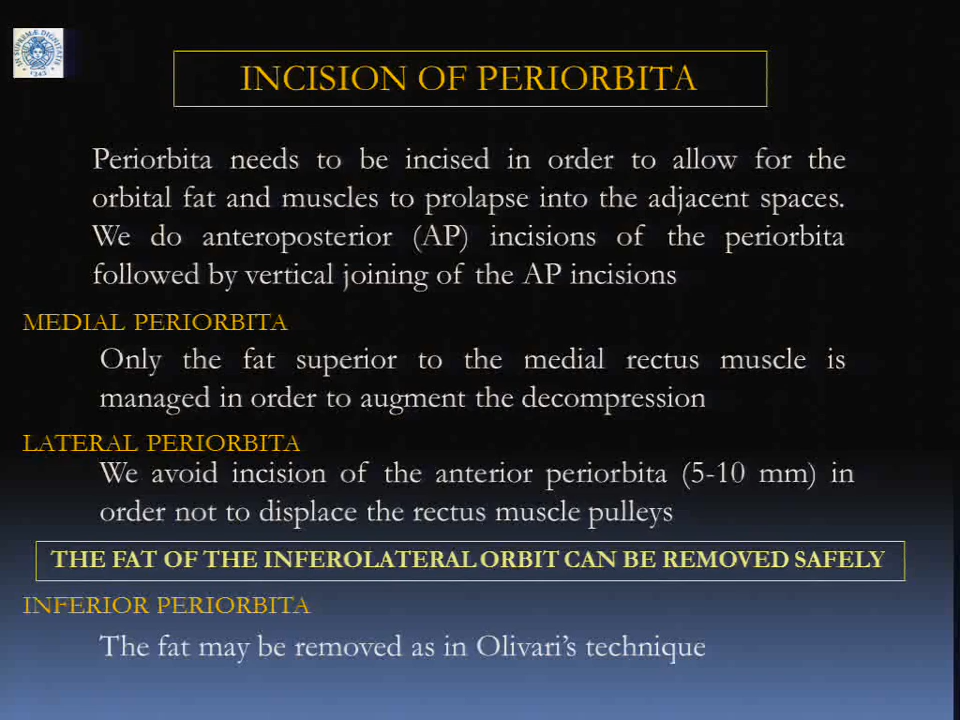 INCISION OF PERIORBITA
Periorbita needs to be incised in order to allow for the
orbital fat and muscles to prolapse into the adjacent spaces.
We do anteroposterior (AP) incisions of the periorbita
followed by vertical joining of the AP incisions
MEDIAL PERIORBITA
Only the fat superior to the medial rectus muscle is
managed in order to augment the decompression
LATERAL PERIORBITA
We avoid incision of the anterior periorbita (5-10 mm) in
order not to displace the rectus muscle pulleys
THE FAT OF THE INFEROLATERAL ORBIT CAN BE REMOVED SAFELY
INFERIOR PERIORBITA
The fat may be removed as in Olivari’s technique